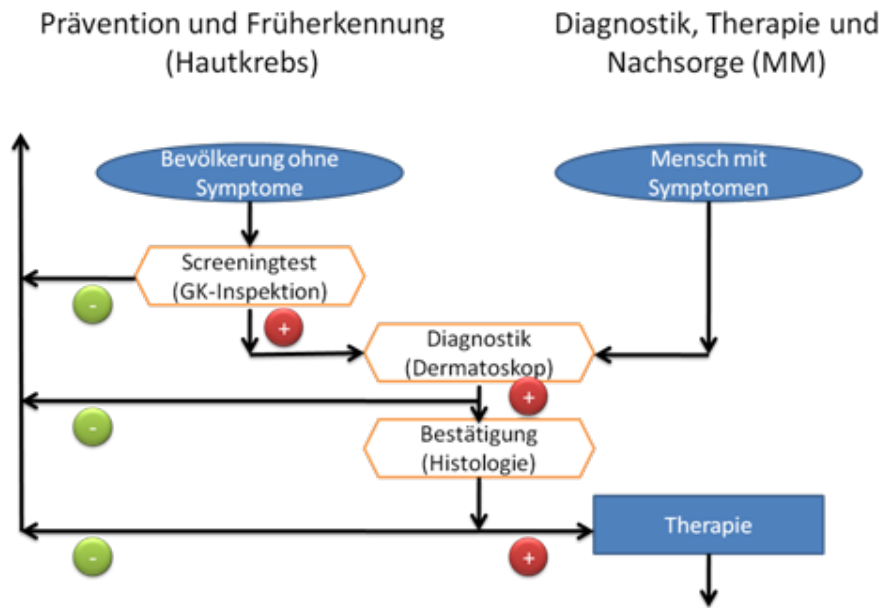 Prävention und Früherkennung
(Hautkrebs)
Diagnostik, Therapie und
Nachsorge (MM)
Bevölkerung ohne
Symptome
Mensch mit
Symptomen
Screeningtest
(GK-Inspektion)
-
+
Diagnostik
(Dermatoskop)
-
+
Bestätigung
(Histologie)
Therapie
-
+